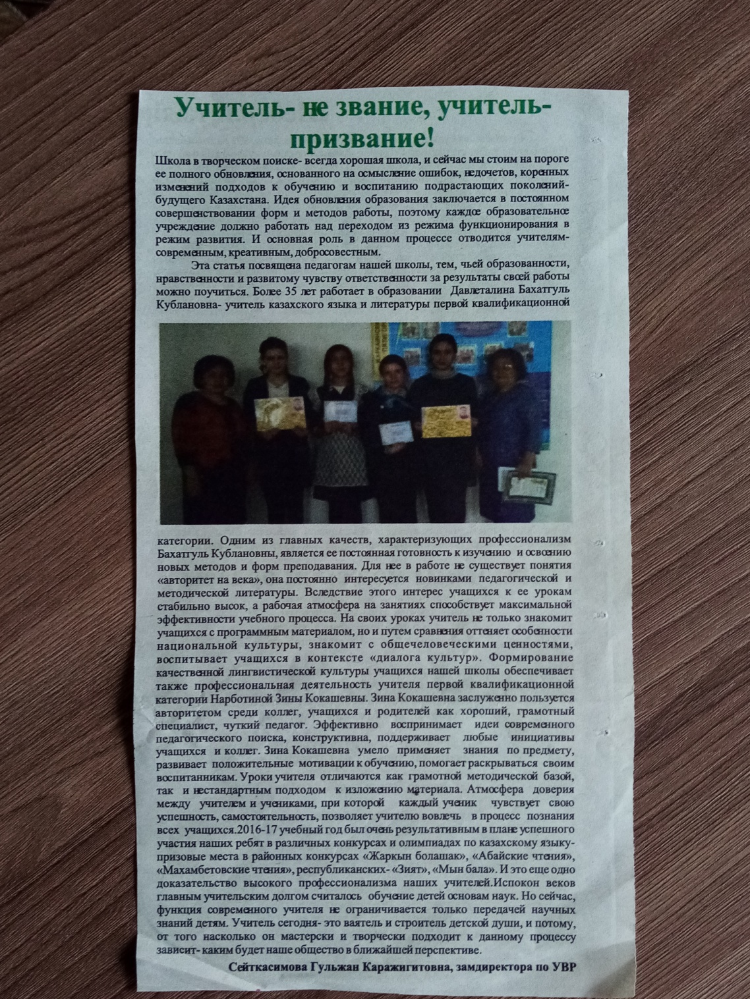 Учитель- не звание, учитель-
призвание!
Школа в творческом поиске- всегда хорошая школа, и сейчас мы стоим на пороге
ее полного обновления, основанного на осмысление ошибок, недочетов, коренных
изменений подходов к обучению и воспитанию подрастающих поколений-
будущего Казахстана. Идея обновления образования заключается в постоянном
совершенствовании форм и методов работы, поэтому каждое образовательное
учреждение должно работать над переходом из режима функционирования в
режим развития. И основная роль в данном процессе отводится учителям-
современным, креативным, добросовестным.
Эта статья посвящена педагогам нашей школы, тем, чьей образованности,
нравственности и развитому чувству ответственности за результаты своей работы
можно поучиться. Более 35 лет работает в образовании Давлеталина Бахатгуль
Кублановна- учитель казахского языка и литературы первой квалификационной
категории. Одним из главных качеств, характеризующих профессионализм
Бахатгуль Кублановны, является ее постоянная готовность к изучению и освоению
новых методов и форм преподавания. Для нее в работе не существует понятия
«авторитет на века», она постоянно интересуется новинками педагогической и
методической литературы. Вследствие этого интерес учащихся к ее урокам
стабильно высок, а рабочая атмосфера на занятиях способствует максимальной
эффективности учебного процесса. На своих уроках учитель не только знакомит
учащихся с программным материалом, но и путем сравнения оттеняет особенности
национальной культуры, знакомит с общечеловеческими ценностями,
воспитывает учащихся в контексте «диалога культур». Формирование
качественной лингвистической культуры учащихся нашей школы обеспечивает
также профессиональная деятельность учителя первой квалификационной
категории Нарботиной Зины Кокашевны. Зина Кокашевна заслуженно пользуется
авторитетом среди коллег, учащихся и родителей как хороший, грамотный
специалист, чуткий педагог. Эффективно воспринимает идеи современного
педагогического поиска, конструктивна, поддерживает любые инициативы
учащихся и коллег. Зина Кокашевна умело применяет знания по предмету,
развивает положительные мотивации к обучению, помогает раскрываться своим
воспитанникам. Уроки учителя отличаются как грамотной методической базой,
так и нестандартным подходом к изложению материала. Атмосфера доверия
между учителем и учениками, при которой каждый ученик чувствует свою
успешность, самостоятельность, позволяет учителю вовлечь в процесс познания
всех учащихся.2016-17 учебный год был очень результативным в плане успешного
участия наших ребят в различных конкурсах и олимпиадах по казахскому языку-
призовые места в районных конкурсах «Жаркын болашак», «Абайские чтения»,
«Махамбетовские чтения», республиканских- «Зият», «Мын бала». И это еще одно
доказательство высокого профессионализма наших учителей.Испокон веков
главным учительским долгом считалось обучение детей основам наук. Но сейчас,
функция современного учителя не ограничивается только передачей научных
знаний детям. Учитель сегодня- это ваятель и строитель детской души, и потому,
от того насколько он мастерски и творчески подходит к данному процессу
зависит- каким будет наше общество в ближайшей перспективе.
Сейткасимова Гульжан Каражигитовна, замдиректора по УВР